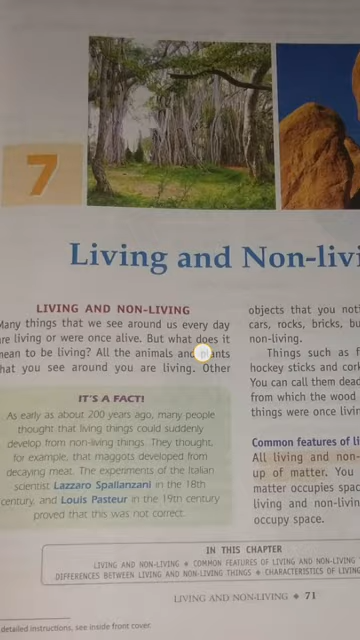 7
Living and Non-livi
LIVING AND NON-LIVING
Many things that we see around us every day
are living or were once alive. But what does it
mean to be living? All the animals and plants
that you see around you are living. Other
IT'S A FACT!
As early as about 200 years ago, many people
thought that living things could suddenly
develop from non-living things. They thought,
for example, that maggots developed from
decaying meat. The experiments of the Italian
scientist Lazzaro Spallanzani in the 18th
century, and Louis Pasteur in the 19th century
proved that this was not correct.
objects that you noti
cars, rocks, bricks, bu
non-living.
Things such as f
hockey sticks and cork
You can call them dead
from which the wood
things were once livin
Common features of li
All living and non-
up of matter. You
matter occupies spac
living and non-livin
occupy space.
IN THIS CHAPTER
LIVING AND NON-LIVING ✦ COMMON FEATURES OF LIVING AND NON-LIVING
DIFFERENCES BETWEEN LIVING AND NON-LIVING THINGS ✦ CHARACTERISTICS OF LIVING
LIVING AND NON-LIVING ✦ 71
detailed instructions, see inside front cover.